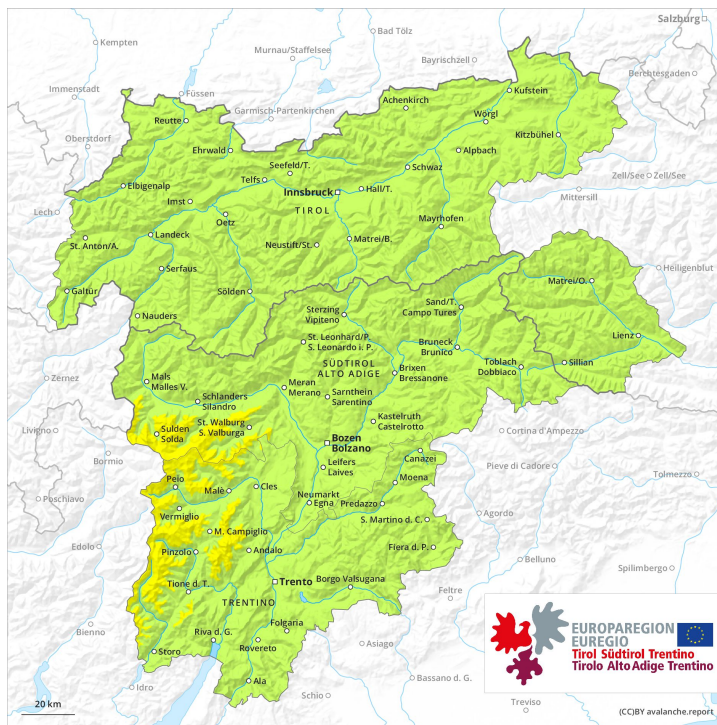 Salzburg
Bad Tölz
Kempten
Murnau/Staffelsee
Bayrischzell
Berchtesgaden
Immenstadt
Füssen
Kufstein
Garmisch-Partenkirchen
Achenkirch
Reutte
Wörgl
Oberstdorf
Kitzbühel
Ehrwald
Alpbach
Seefeld/T.
Schwaz
Telfs
Zell/See
Zell/See
Elbigenalp
Innsbruck
Hall/T.
Mittersill
Imst
TIROL
Lech
Oetz
Mayrhofen
Landeck
St. Anton/A.
Neustift/St.
Matrei/B.
Serfaus
Heiligenblut
Galtür
Sölden
Matrei/O.
Nauders
Sand/T.
Campo Tures
Sterzing
Vipiteno
Lienz
St. Leonhard/P.
S. Leonardo i. P.
Bruneck
Brunico
Sillian
Toblach
Dobbiaco
SÜDTIROL
ALTO ADIGE
Brixen
Bressanone
Zernez
Mals
Malles V.
Meran
Merano
Sarnthein
Sarentino
Schlanders
Silandro
St. Walburg
S. Valburga
Kastelruth
Castelrotto
Livigno
Sulden
Solda
Bozen
Bolzano
Cortina d'Ampezzo
Bormio
Canazei
Leifers
Laives
Pieve di Cadore
Tolmezzo
Poschiavo
Peio
Malè
Cles
Moena
Neumarkt
Egna
Predazzo
Agordo
Vermiglio
S. Martino d. C.
M. Campiglio
Edolo
Pinzolo
Andalo
Fiera d. P.
Belluno
Spilimbergo
Trento
Borgo Valsugana
Tione d. T.
Feltre
TRENTINO
Bienno
Folgaria
Riva d. G.
Rovereto
Asiago
Storo
Bassano d. G.
Idro
Ala
Schio
Treviso
EUROPAREGION
EUREGIO
Tirol Südtirol Trentino
Tirolo Alto Adige Trentino
20 km
(CC)BY avalanche.report